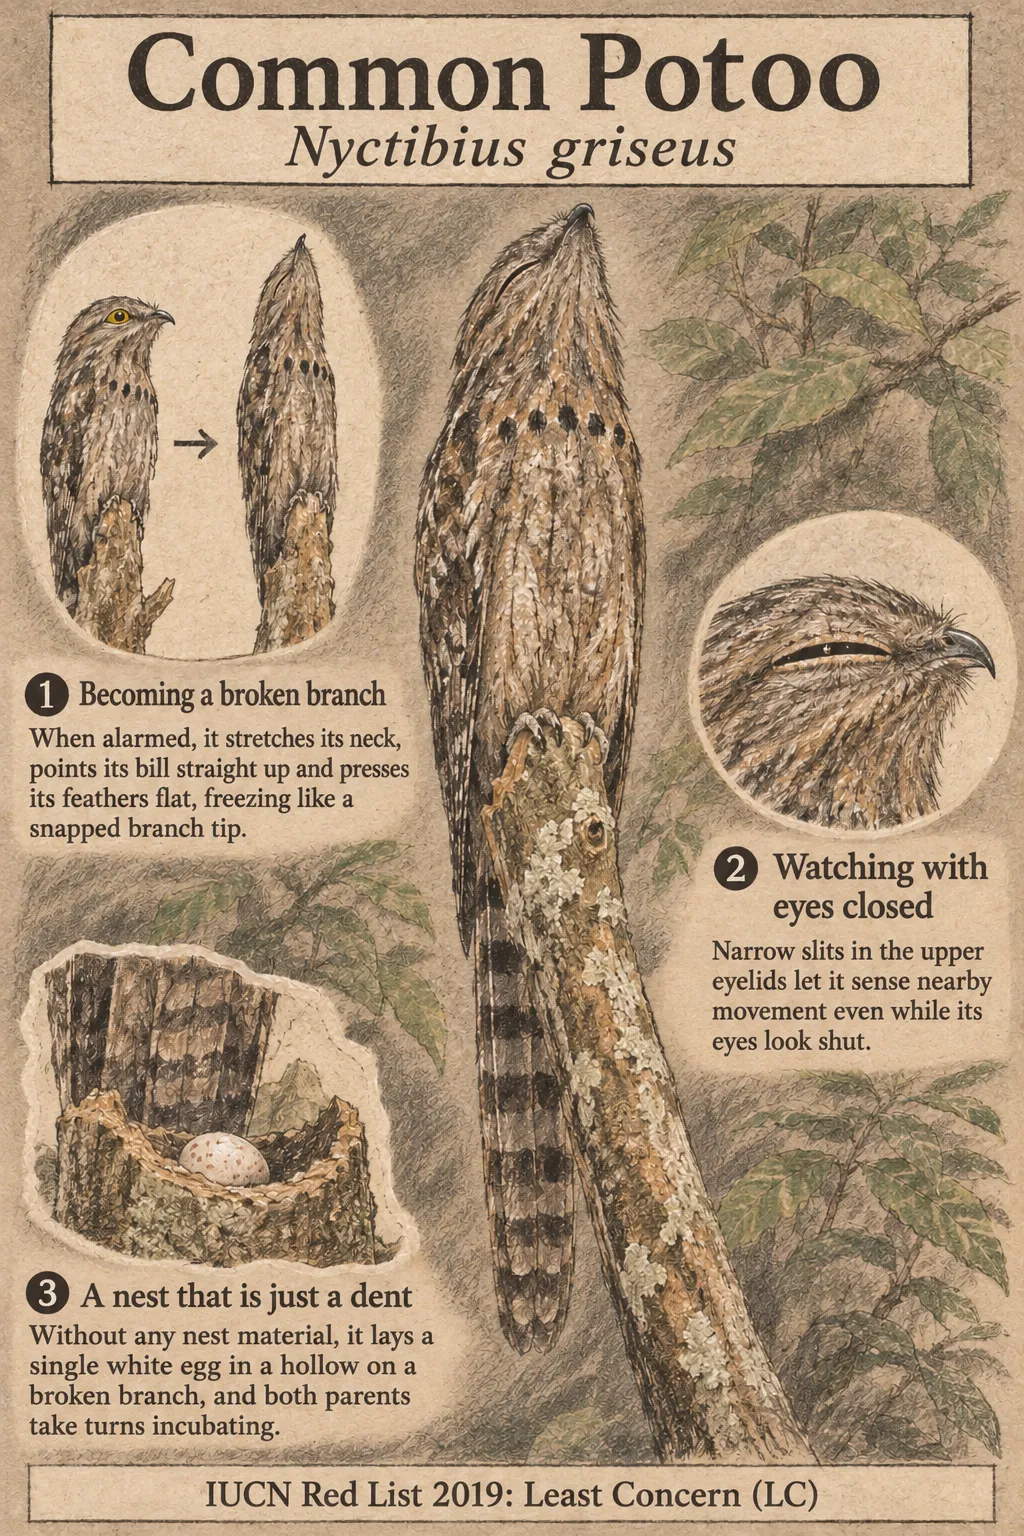 Common Potoo
Nyctibius griseus
1 Becoming a broken branch
When alarmed, it stretches its neck,
points its bill straight up and presses
its feathers flat, freezing like a
snapped branch tip.
2 Watching with
eyes closed
Narrow slits in the upper
eyelids let it sense nearby
movement even while its
eyes look shut.
3 A nest that is just a dent
Without any nest material, it lays a
single white egg in a hollow on a
broken branch, and both parents
take turns incubating.
IUCN Red List 2019: Least Concern (LC)